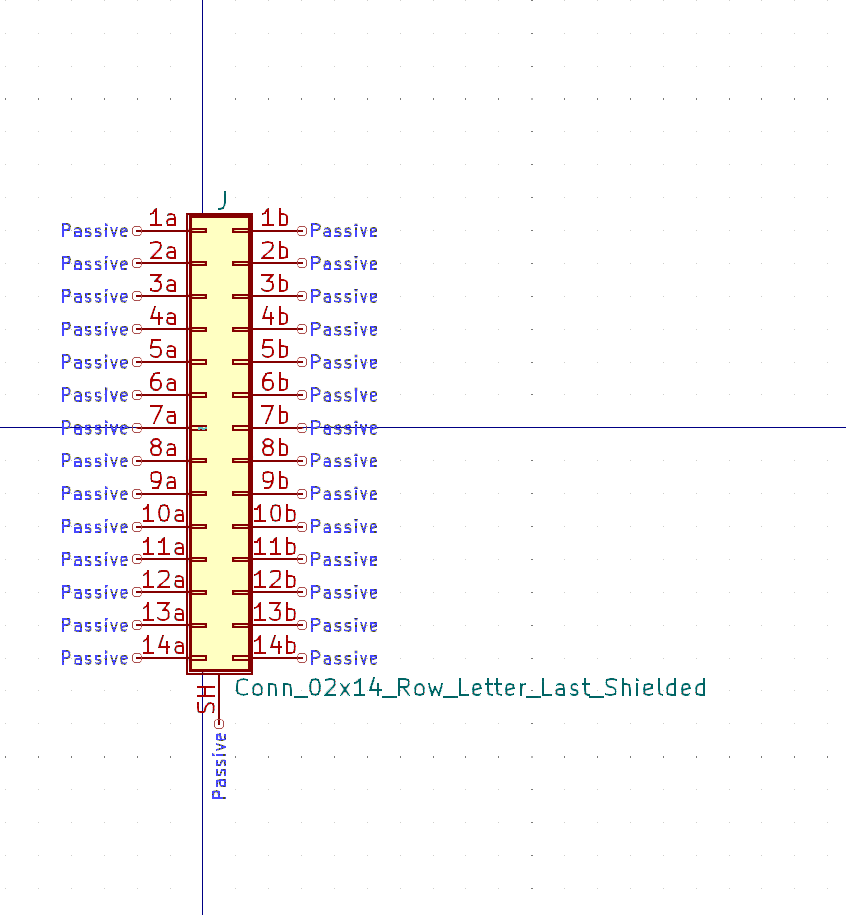 J
Passive 1a 1b Passive
Passive 2a 2b Passive
Passive 3a 3b Passive
Passive 4a 4b Passive
Passive 5a 5b Passive
Passive 6a 6b Passive
Passive 7a 7b Passive
Passive 8a 8b Passive
Passive 9a 9b Passive
Passive 10a 10b Passive
Passive 11a 11b Passive
Passive 12a 12b Passive
Passive 13a 13b Passive
Passive 14a 14b Passive
SH
Conn_02x14_Row_Letter_Last_Shielded
Passive